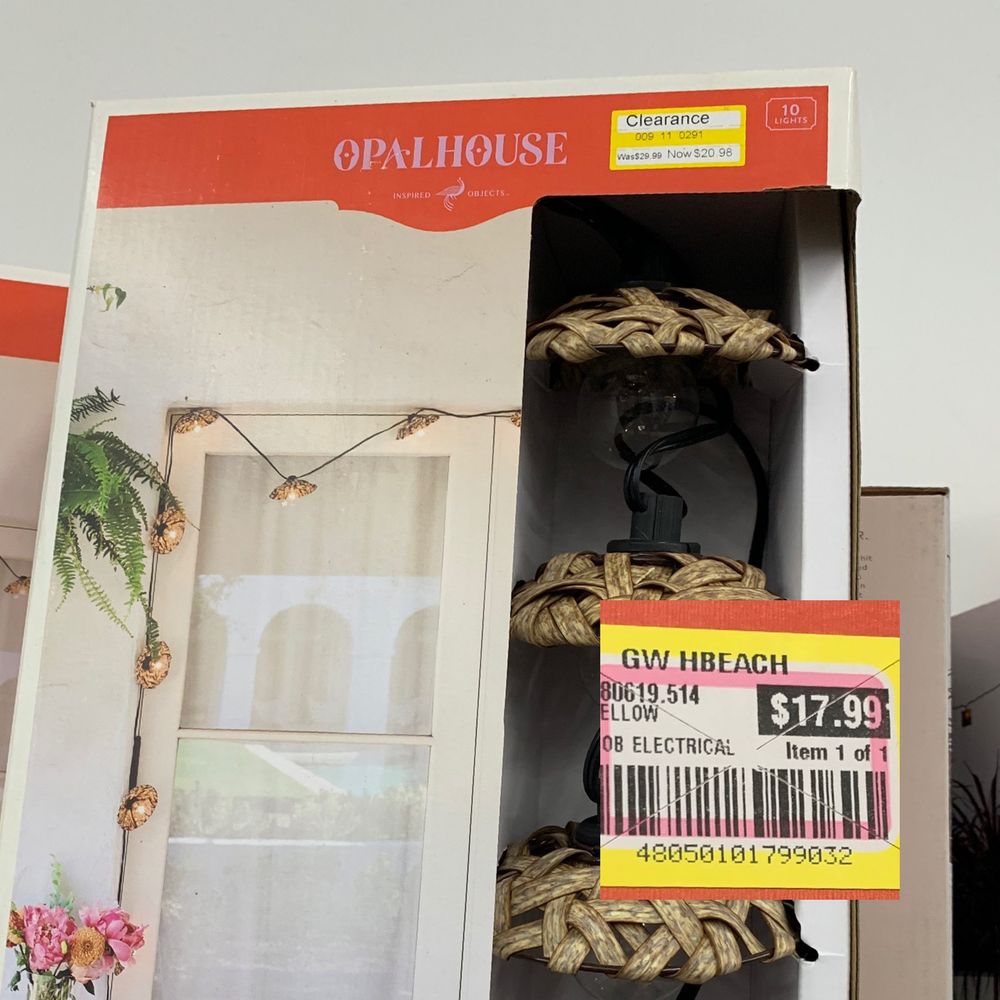 OPALHOUSE
INSPIRED OBJECTS
Clearance
009 11 0291
Was$29.99 Now $20.98
10
LIGHTS
GW HBEACH
80619.514
ELLOW
$17.99
OB ELECTRICAL
Item 1 of 1
48050101799032